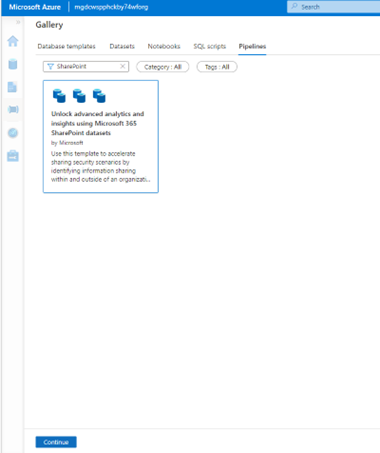 Microsoft Azure | mgdcwspphckby74wforg
Search
Gallery
Database templates Datasets Notebooks SQL scripts Pipelines
SharePoint
Category : All
Tags : All
Unlock advanced analytics and
insights using Microsoft 365
SharePoint datasets
by Microsoft
Use this template to accelerate
sharing security scenarios by
identifying information sharing
within and outside of an organizati...
Continue